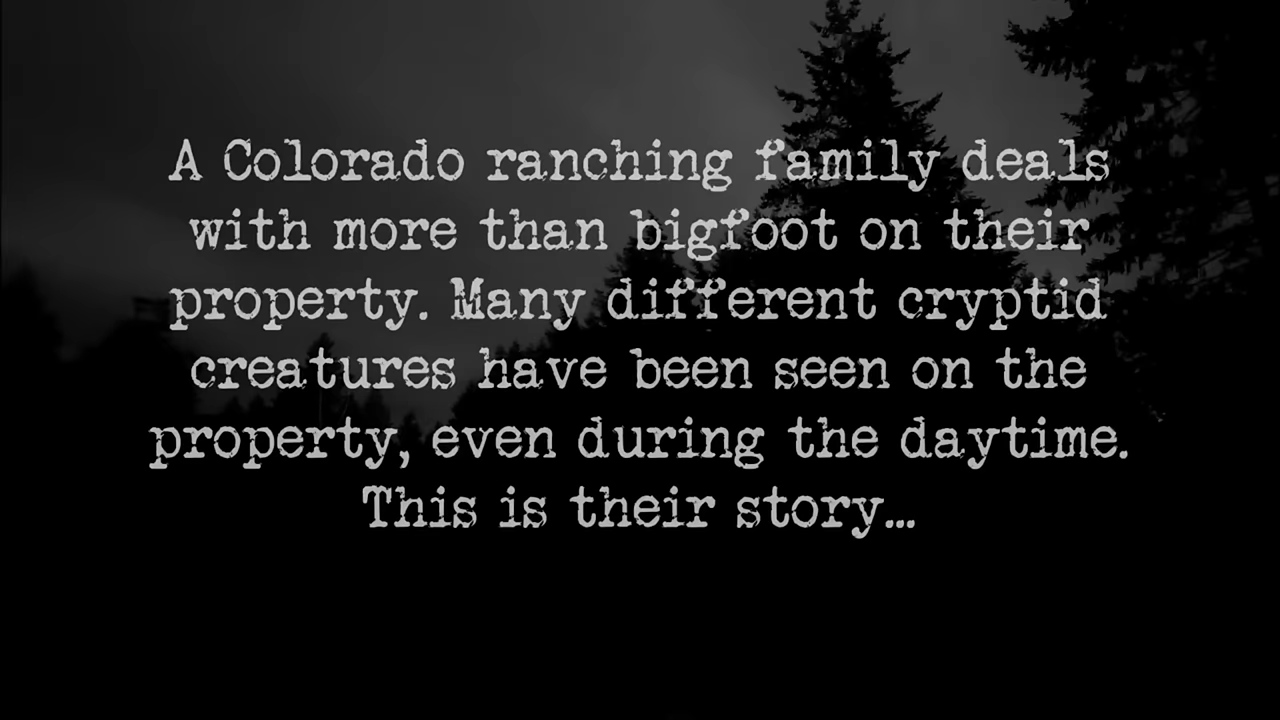 A Colorado ranching family deals
with more than bigfoot on their
property. Many different cryptid
creatures have been seen on the
property, even during the daytime.
This is their story...